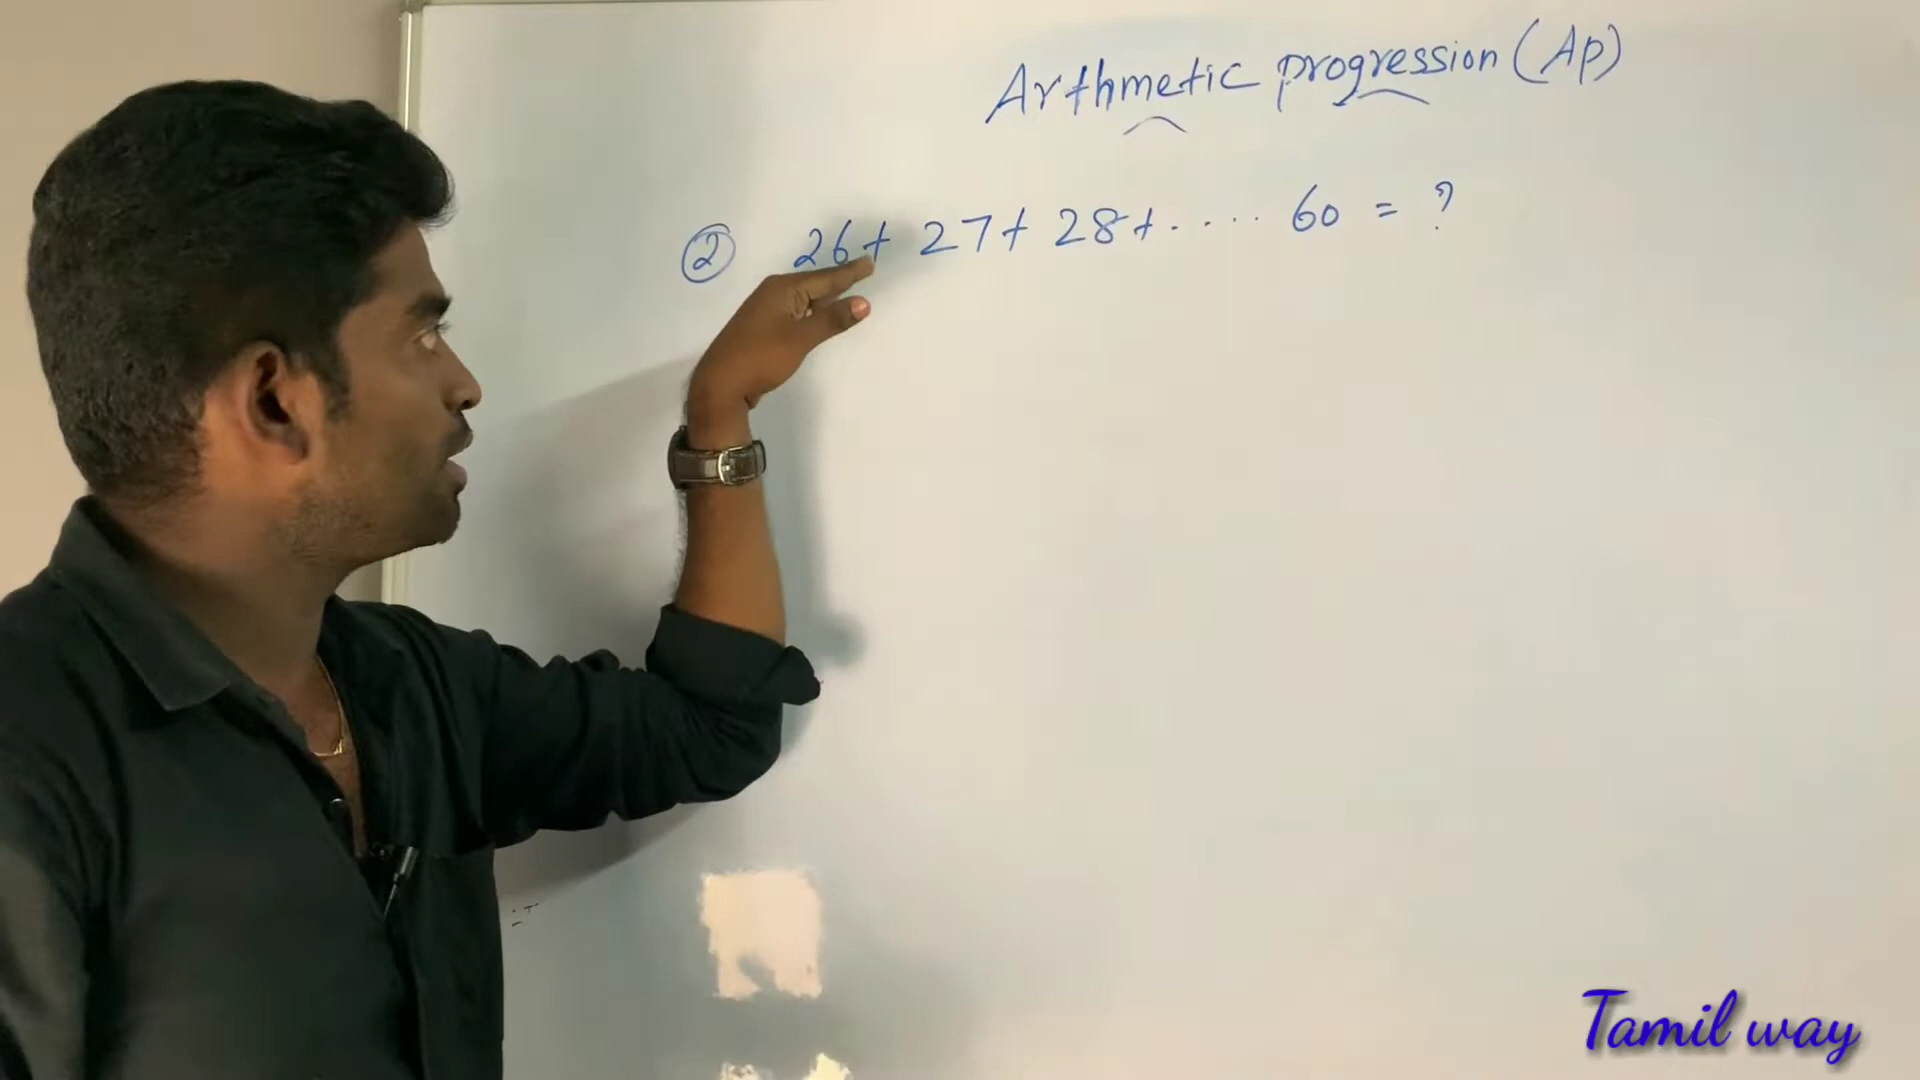 Arthmetic progression (Ap)
② 26+ 27+ 28+ ..... 60 = ?
Tamil way